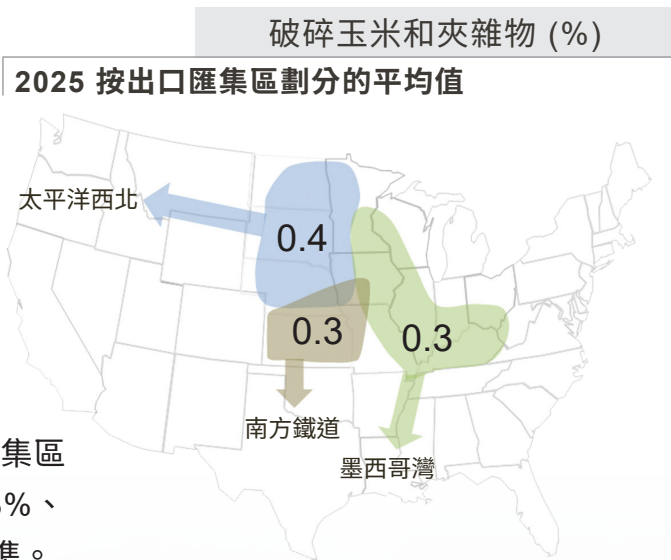 破碎玉米和夾雜物 (%)
2025 按出口匯集區劃分的平均值
太平洋西北
0.4
0.3
0.3
南方鐵道
墨西哥灣
集區
%、
準。